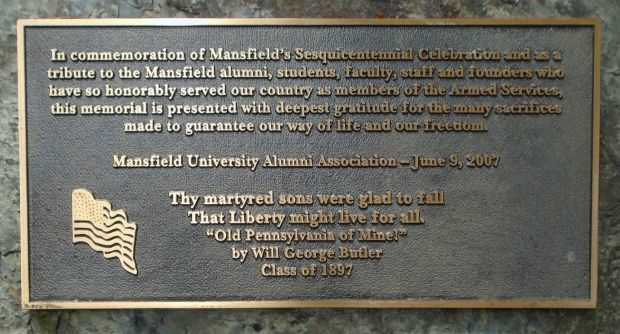 In commemoration of Mansfield's Sesquicentennial Celebration and as a
tribute to the Mansfield alumni, students, faculty, staff and founders who
have so honorably served our country as members of the Armed Services,
this memorial is presented with deepest gratitude for the many sacrifices
made to guarantee our way of life and our freedom.
Mansfield University Alumni Association – June 9, 2007
Thy martyred sons were glad to fall
That Liberty might live for all.
"Old Pennsylvania of Mine!"
by Will George Butler
Class of 1897